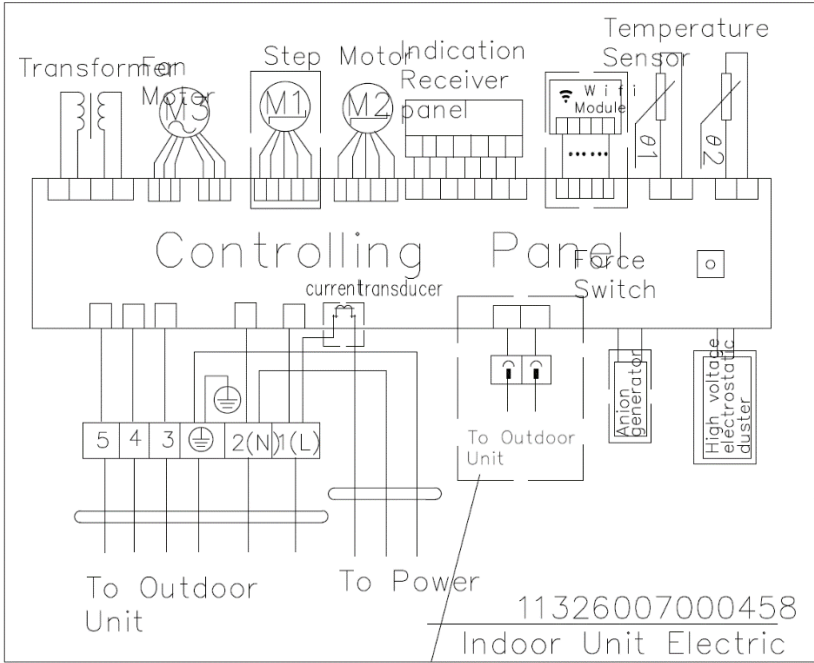 Transformer
Fan
Motor
Step Motor
Indication
Receiver
panel
Wifi
Module
Temperature
Sensor
M3
M1
M2
θ1
θ2
Controlling Panel
Force
Switch
currentransducer
5
4
3
2(N)
1(L)
To Outdoor
Unit
Anion
generator
High voltage
electrostatic
duster
To Outdoor
Unit
To Power
11326007000458
Indoor Unit Electric